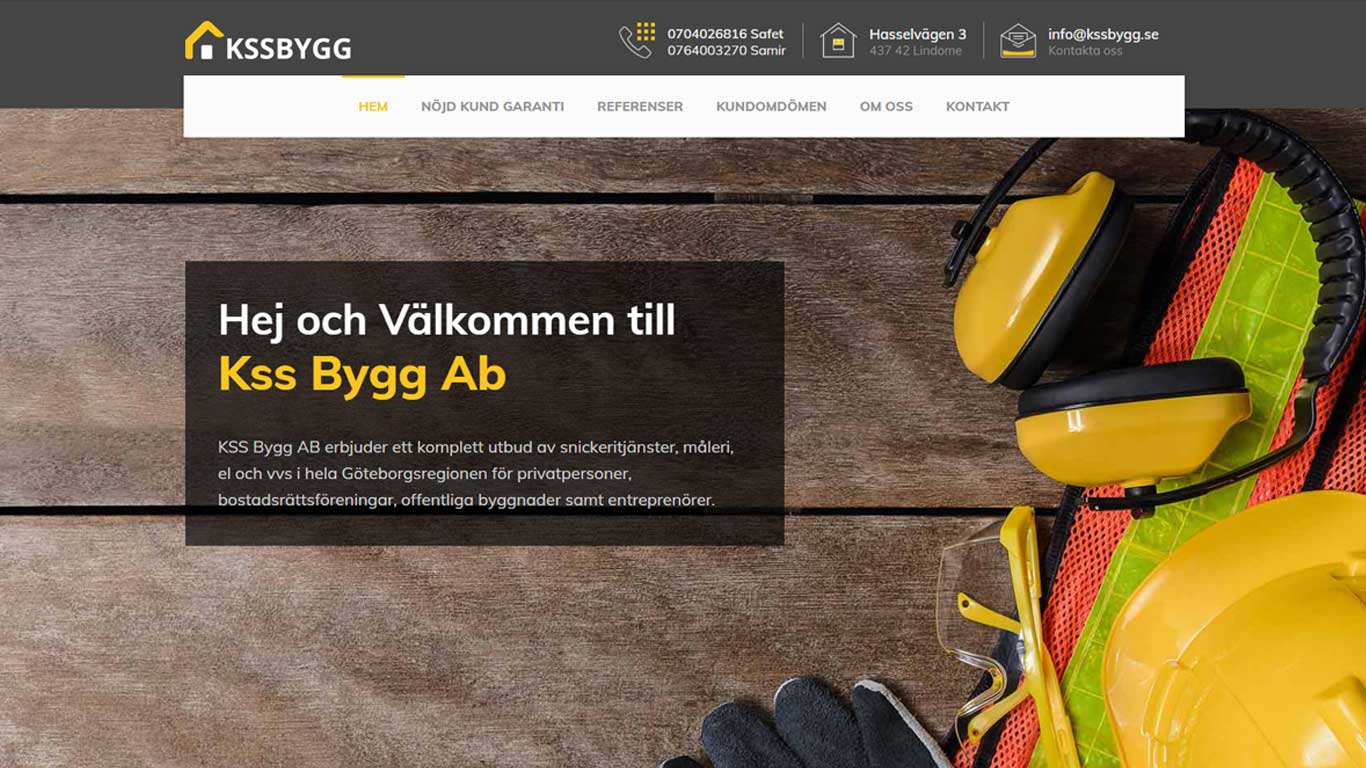 KSSBYGG
0704026816 Safet
0764003270 Samir
Hasselvägen 3
437 42 Lindome
info@kssbygg.se
Kontakta oss
HEM NÖJD KUND GARANTI REFERENSER KUNDOMDÖMEN OM OSS KONTAKT
Hej och Välkommen till
Kss Bygg Ab
KSS Bygg AB erbjuder ett komplett utbud av snickeritjänster, måleri,
el och vvs i hela Göteborgsregionen för privatpersoner,
bostadsrättsföreningar, offentliga byggnader samt entreprenörer.